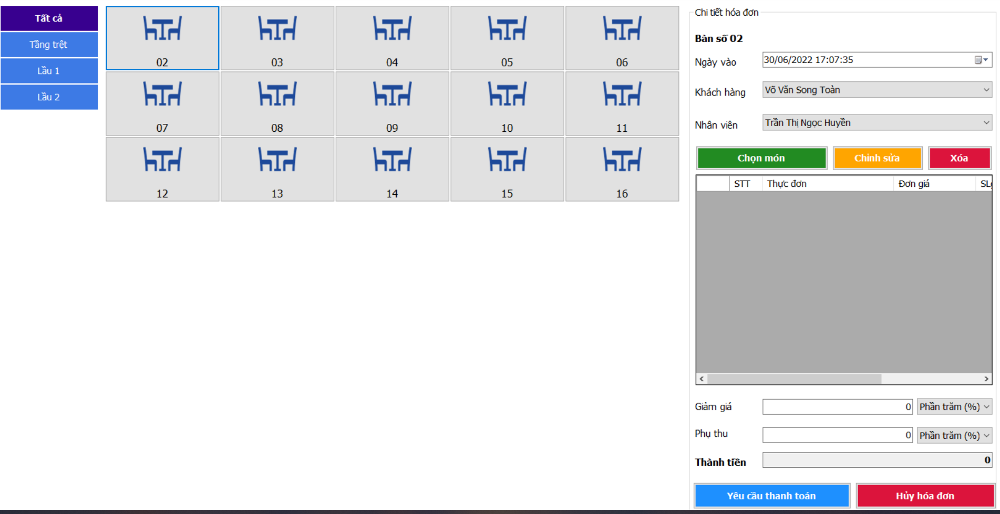 Tất cả
Tầng trệt
Lầu 1
Lầu 2
02 03 04 05 06
07 08 09 10 11
12 13 14 15 16
Chi tiết hóa đơn
Bàn số 02
Ngày vào 30/06/2022 17:07:35
Khách hàng Võ Văn Song Toàn
Nhân viên Trần Thị Ngọc Huyền
Chọn món Chỉnh sửa Xóa
STT Thực đơn Đơn giá
Giảm giá 0 Phần trăm (%)
Phụ thu 0 Phần trăm (%)
Thành tiền 0
Yêu cầu thanh toán Hủy hóa đơn